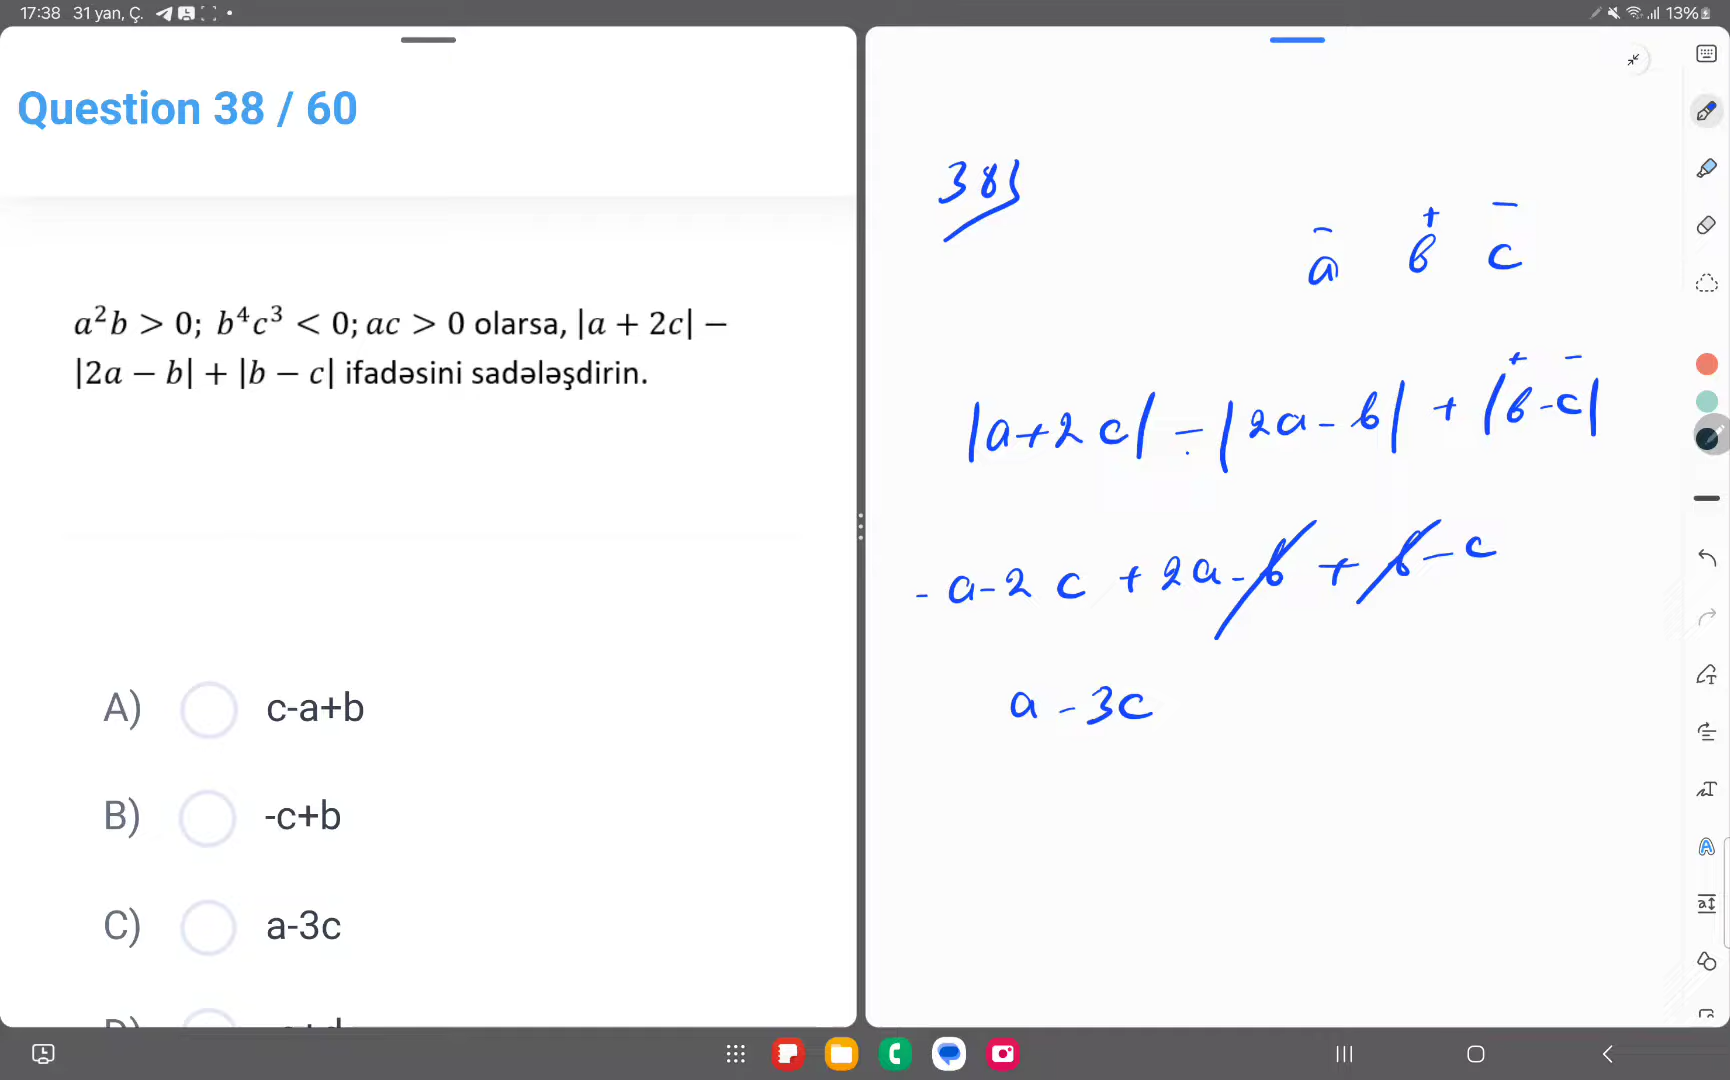 17:38 31 yan, Ç.
13%
Question 38 / 60
a²b > 0; b⁴c³ < 0; ac > 0 olarsa, |a + 2c| −
|2a − b| + |b − c| ifadəsini sadələşdirin.
A) c-a+b
B) -c+b
C) a-3c
38)
− + −
a b c
+ −
|a+2c| − |2a−b| + |b−c|
-a-2c +2a-b + b-c
a-3c